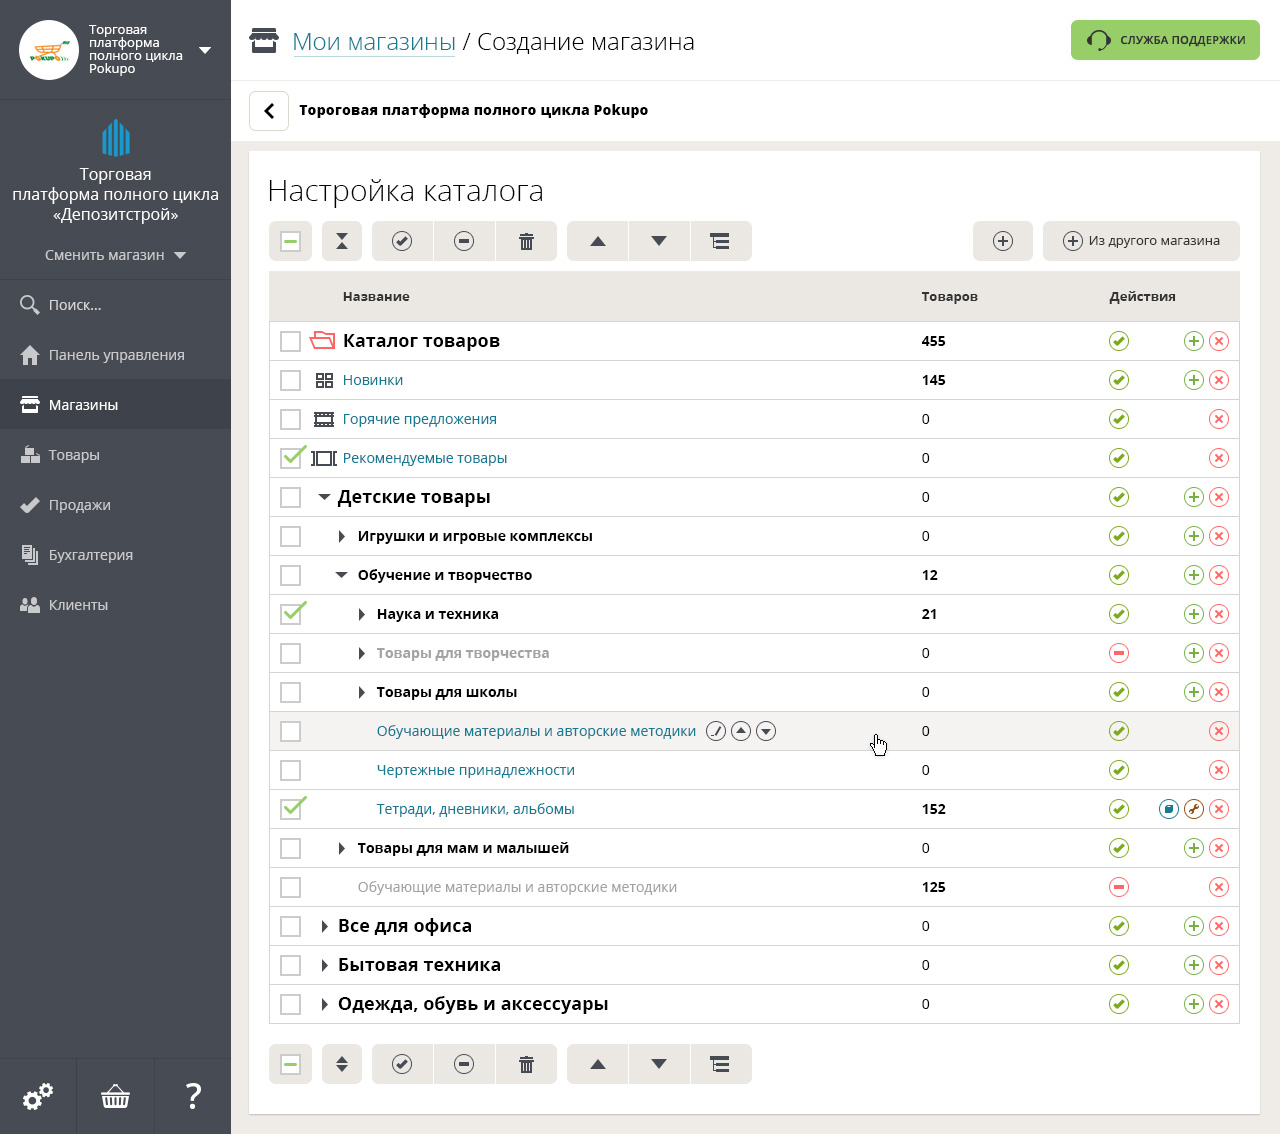 Торговая
платформа
полного цикла
Pokupo
POKUPO
Мои магазины / Создание магазина
СЛУЖБА ПОДДЕРЖКИ
Тороговая платформа полного цикла Pokupo
Торговая
платформа полного цикла
«Депозитстрой»
Сменить магазин
Поиск...
Панель управления
Магазины
Товары
Продажи
Бухгалтерия
Клиенты
?
Настройка каталога
Из другого магазина
Название Товаров Действия
Каталог товаров 455
Новинки 145
Горячие предложения 0
Рекомендуемые товары 0
Детские товары 0
Игрушки и игровые комплексы 0
Обучение и творчество 12
Наука и техника 21
Товары для творчества 0
Товары для школы 0
Обучающие материалы и авторские методики 0
Чертежные принадлежности 0
Тетради, дневники, альбомы 152
Товары для мам и малышей 0
Обучающие материалы и авторские методики 125
Все для офиса 0
Бытовая техника 0
Одежда, обувь и аксессуары 0